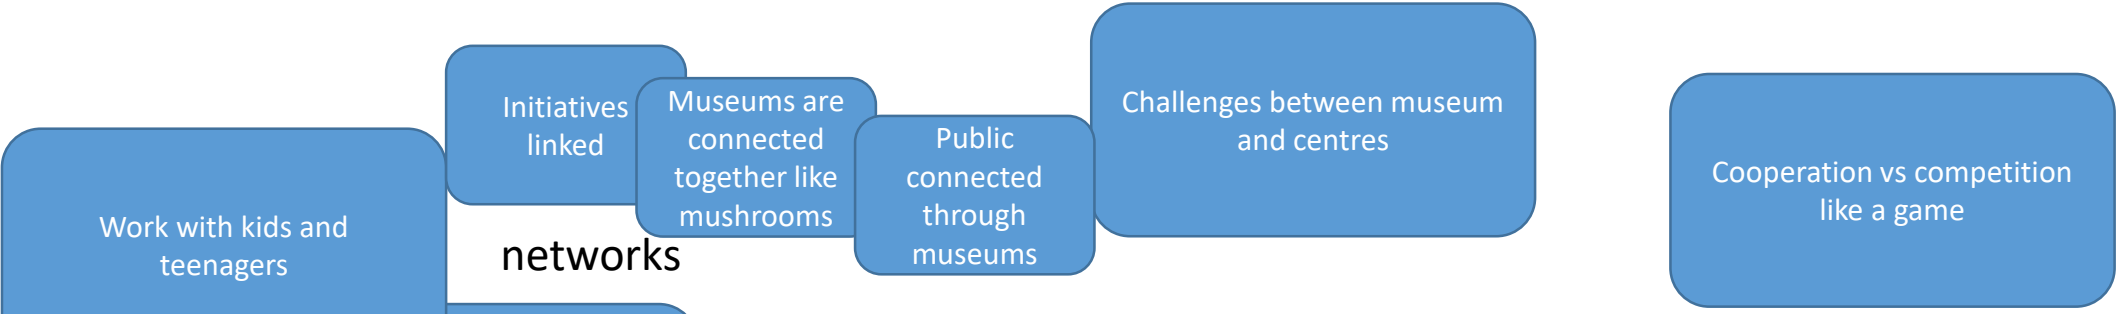 Work with kids and
teenagers
Initiatives
linked
networks
Museums are
connected
together like
mushrooms
Public
connected
through
museums
Challenges between museum
and centres
Cooperation vs competition
like a game